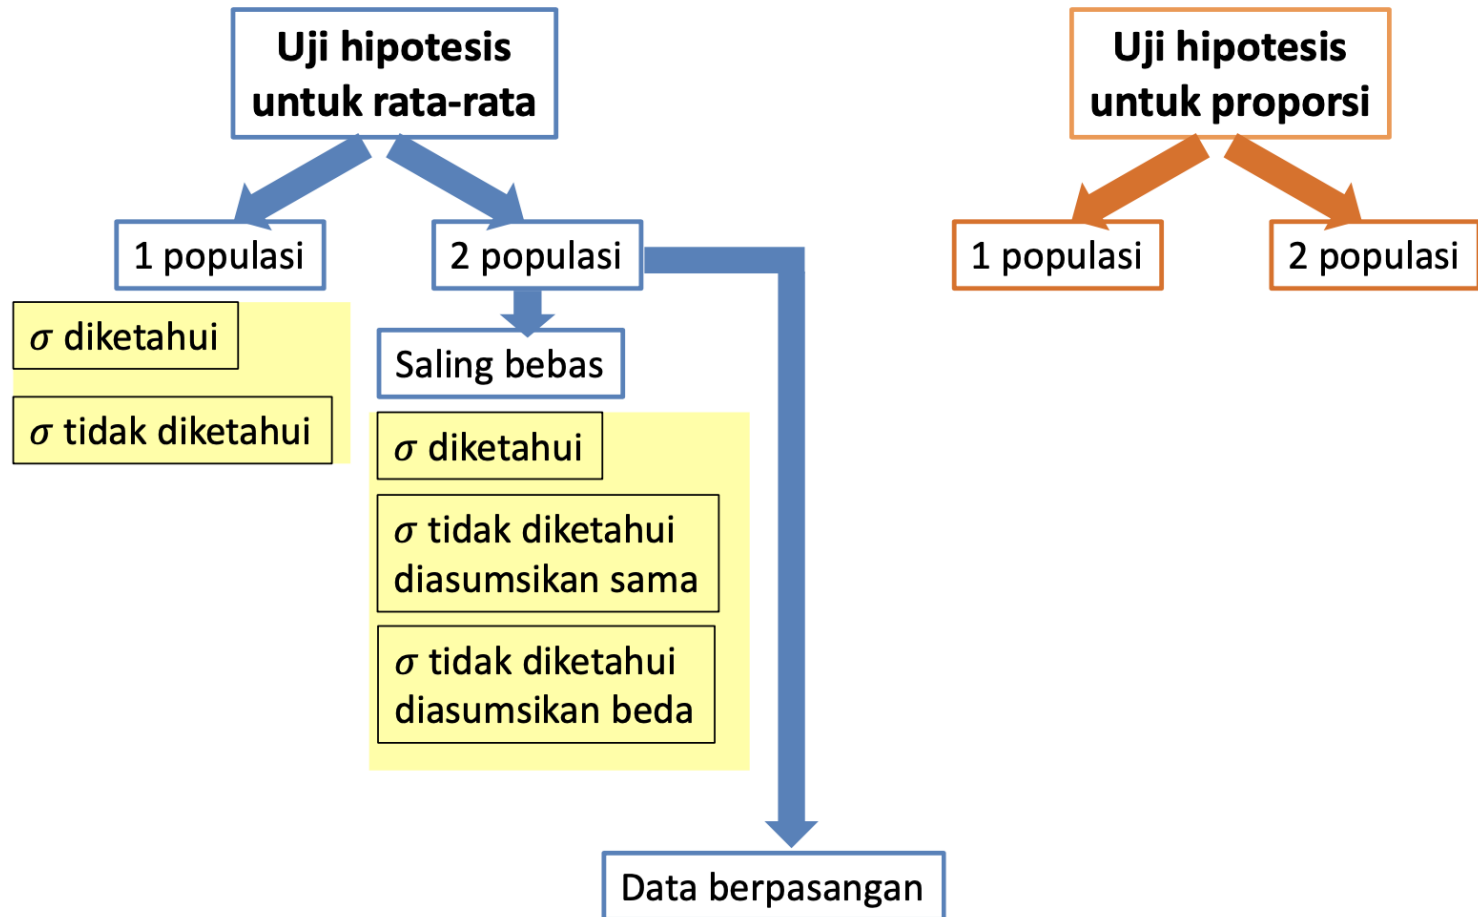 Uji hipotesis
untuk rata-rata
1 populasi
2 populasi
σ diketahui
σ tidak diketahui
Saling bebas
σ diketahui
σ tidak diketahui
diasumsikan sama
σ tidak diketahui
diasumsikan beda
Data berpasangan
Uji hipotesis
untuk proporsi
1 populasi
2 populasi